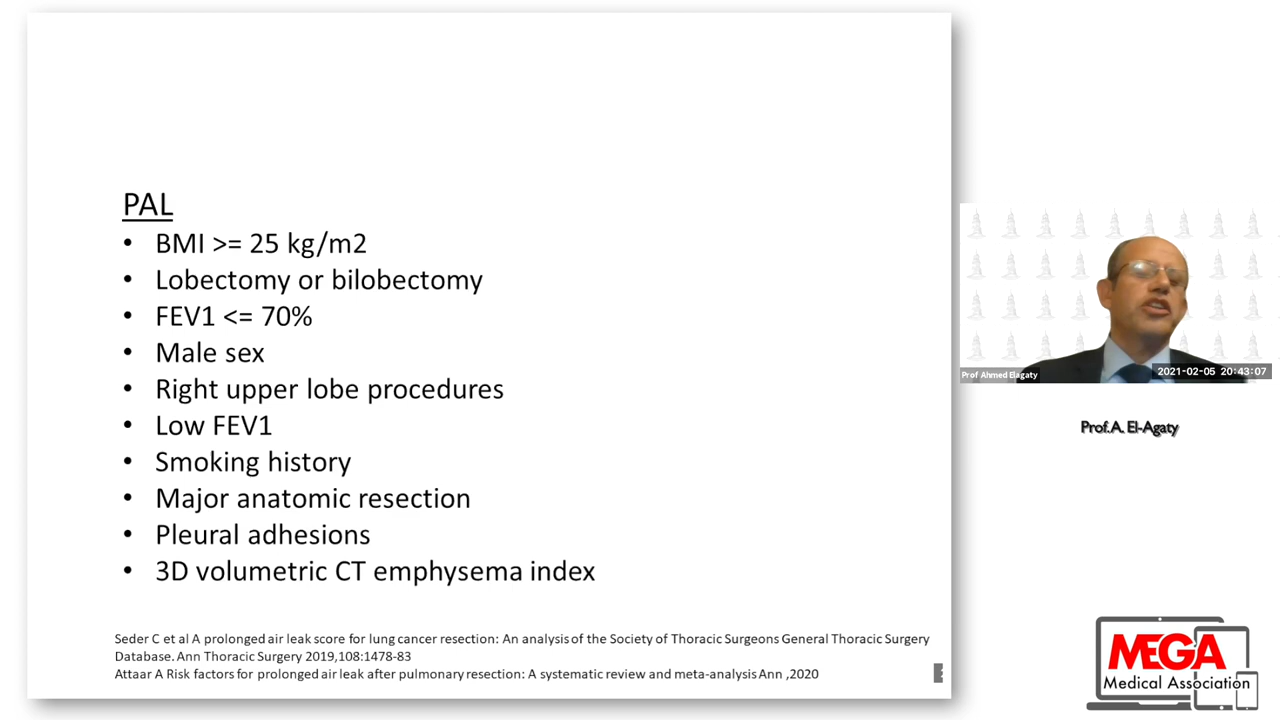 PAL
• BMI >= 25 kg/m2
• Lobectomy or bilobectomy
• FEV1 <= 70%
• Male sex
• Right upper lobe procedures
• Low FEV1
• Smoking history
• Major anatomic resection
• Pleural adhesions
• 3D volumetric CT emphysema index
Seder C et al A prolonged air leak score for lung cancer resection: An analysis of the Society of Thoracic Surgeons General Thoracic Surgery
Database. Ann Thoracic Surgery 2019,108:1478-83
Attaar A Risk factors for prolonged air leak after pulmonary resection: A systematic review and meta-analysis Ann ,2020
Prof Ahmed Elagaty
2021-02-05 20:43:07
Prof.A. El-Agaty
MEGA
Medical Association